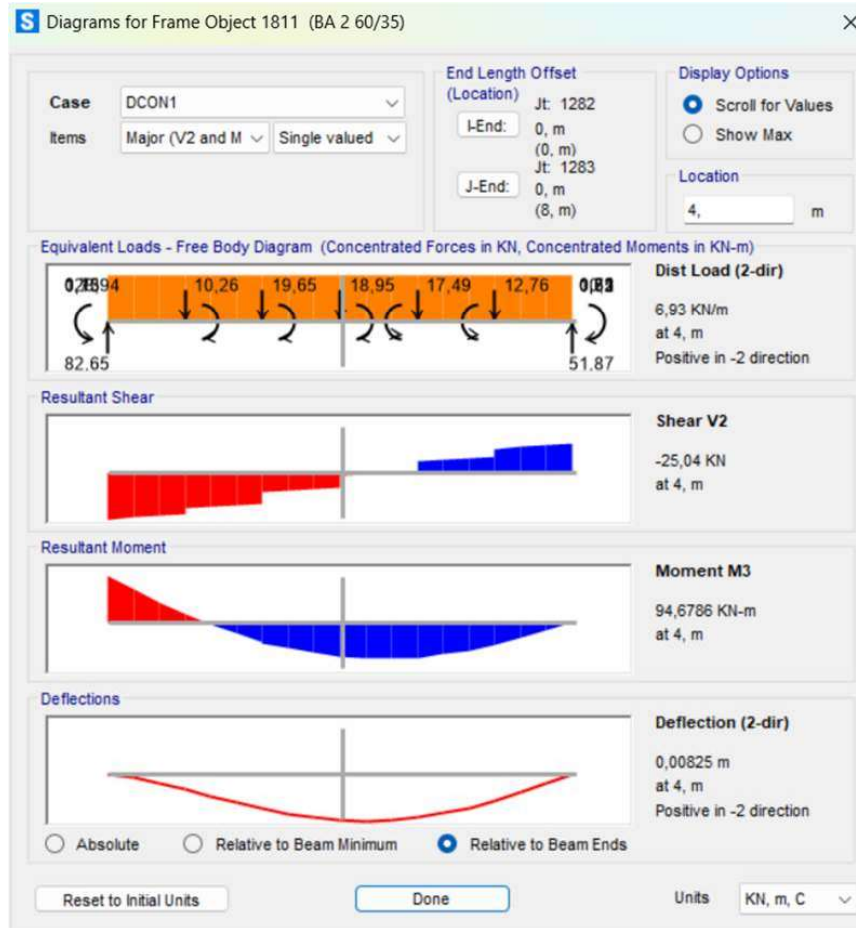 S Diagrams for Frame Object 1811 (BA 2 60/35)
Case DCON1
Items Major (V2 and M Single valued
End Length Offset
(Location)
I-End:
Jt: 1282
0, m
(0, m)
J-End:
Jt: 1283
0, m
(8, m)
Display Options
Scroll for Values
Show Max
Location
4, m
Equivalent Loads - Free Body Diagram (Concentrated Forces in KN, Concentrated Moments in KN-m)
10,26 19,65 18,95 17,49 12,76
82,65 51,87
Dist Load (2-dir)
6,93 KN/m
at 4, m
Positive in -2 direction
Resultant Shear
Shear V2
-25,04 KN
at 4, m
Resultant Moment
Moment M3
94,6786 KN-m
at 4, m
Deflections
Deflection (2-dir)
0,00825 m
at 4, m
Positive in -2 direction
Absolute Relative to Beam Minimum Relative to Beam Ends
Reset to Initial Units Done Units KN, m, C